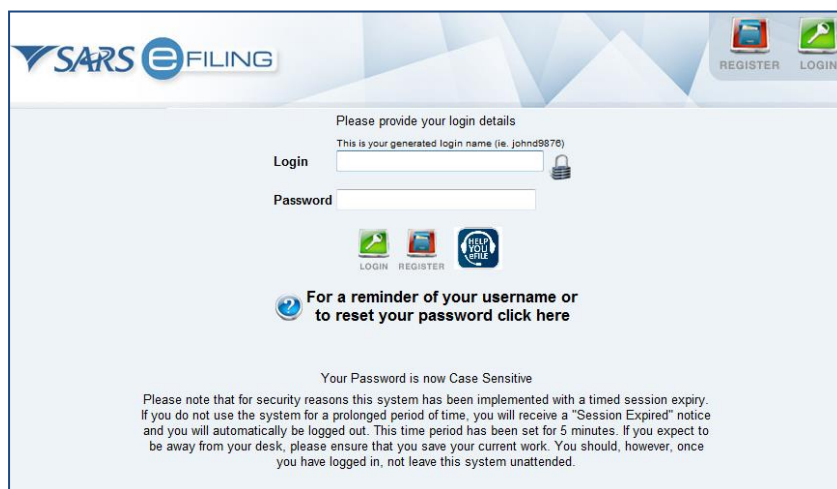 SARS e FILING
REGISTER LOGIN
Please provide your login details
This is your generated login name (ie. johnd9876)
Login
Password
LOGIN REGISTER HELP YOU eFILE
For a reminder of your username or
to reset your password click here
Your Password is now Case Sensitive
Please note that for security reasons this system has been implemented with a timed session expiry.
If you do not use the system for a prolonged period of time, you will receive a "Session Expired" notice
and you will automatically be logged out. This time period has been set for 5 minutes. If you expect to
be away from your desk, please ensure that you save your current work. You should, however, once
you have logged in, not leave this system unattended.